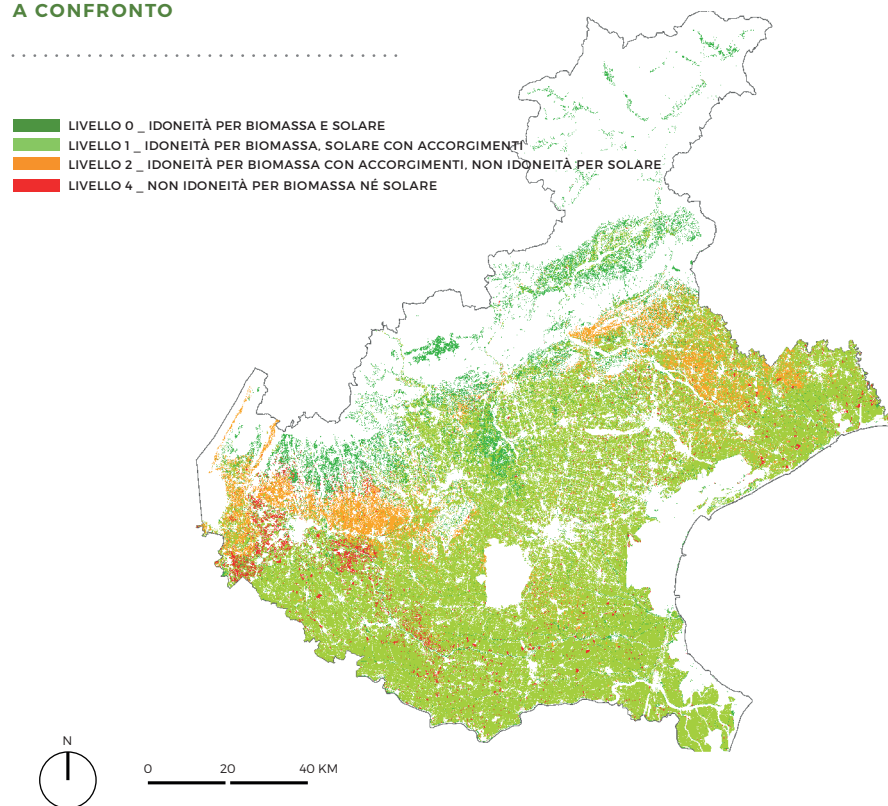 A CONFRONTO
LIVELLO 0 _ IDONEITÀ PER BIOMASSA E SOLARE
LIVELLO 1 _ IDONEITÀ PER BIOMASSA, SOLARE CON ACCORGIMENTI
LIVELLO 2 _ IDONEITÀ PER BIOMASSA CON ACCORGIMENTI, NON IDONEITÀ PER SOLARE
LIVELLO 4 _ NON IDONEITÀ PER BIOMASSA NÉ SOLARE
N
0 20 40 KM